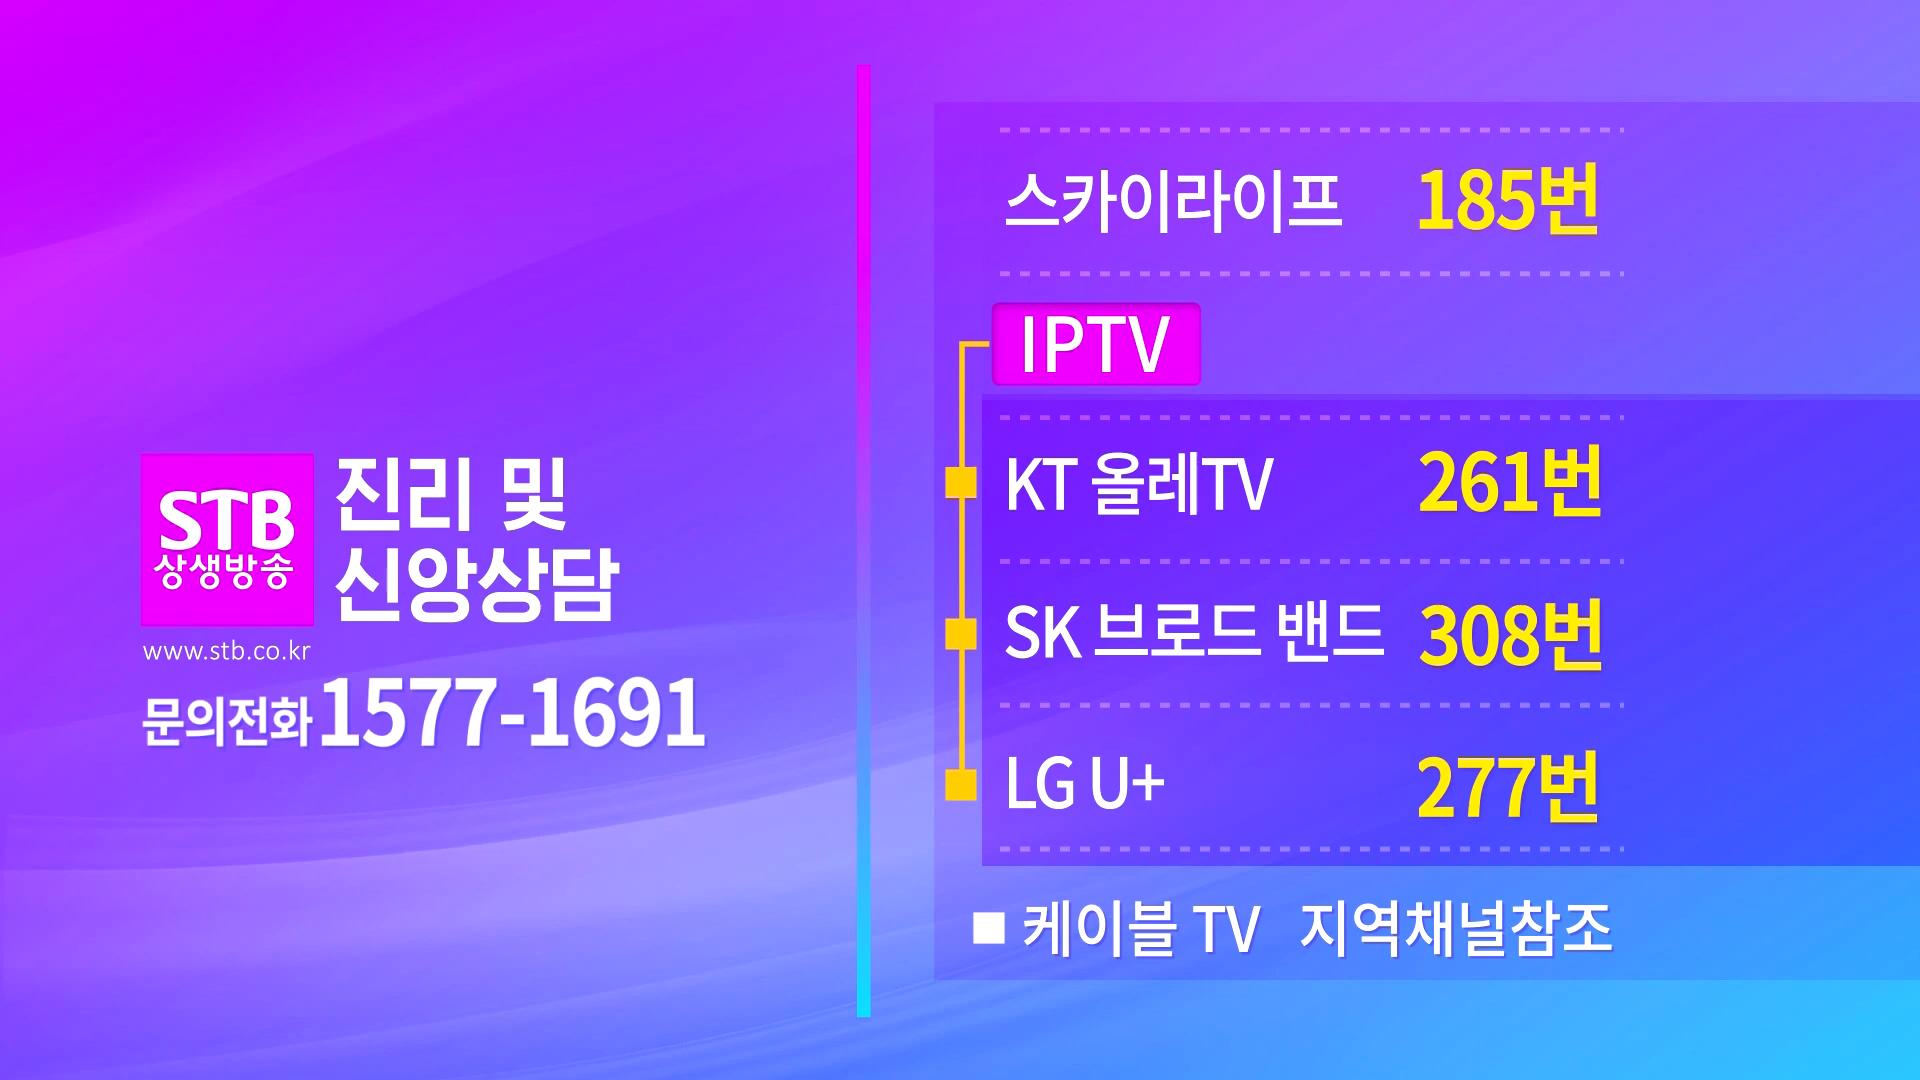 STB
상생방송
진리 및
신앙상담
www.stb.co.kr
문의전화 1577-1691
스카이라이프 185번
IPTV
KT 올레TV 261번
SK 브로드 밴드 308번
LG U+ 277번
■ 케이블 TV 지역채널참조